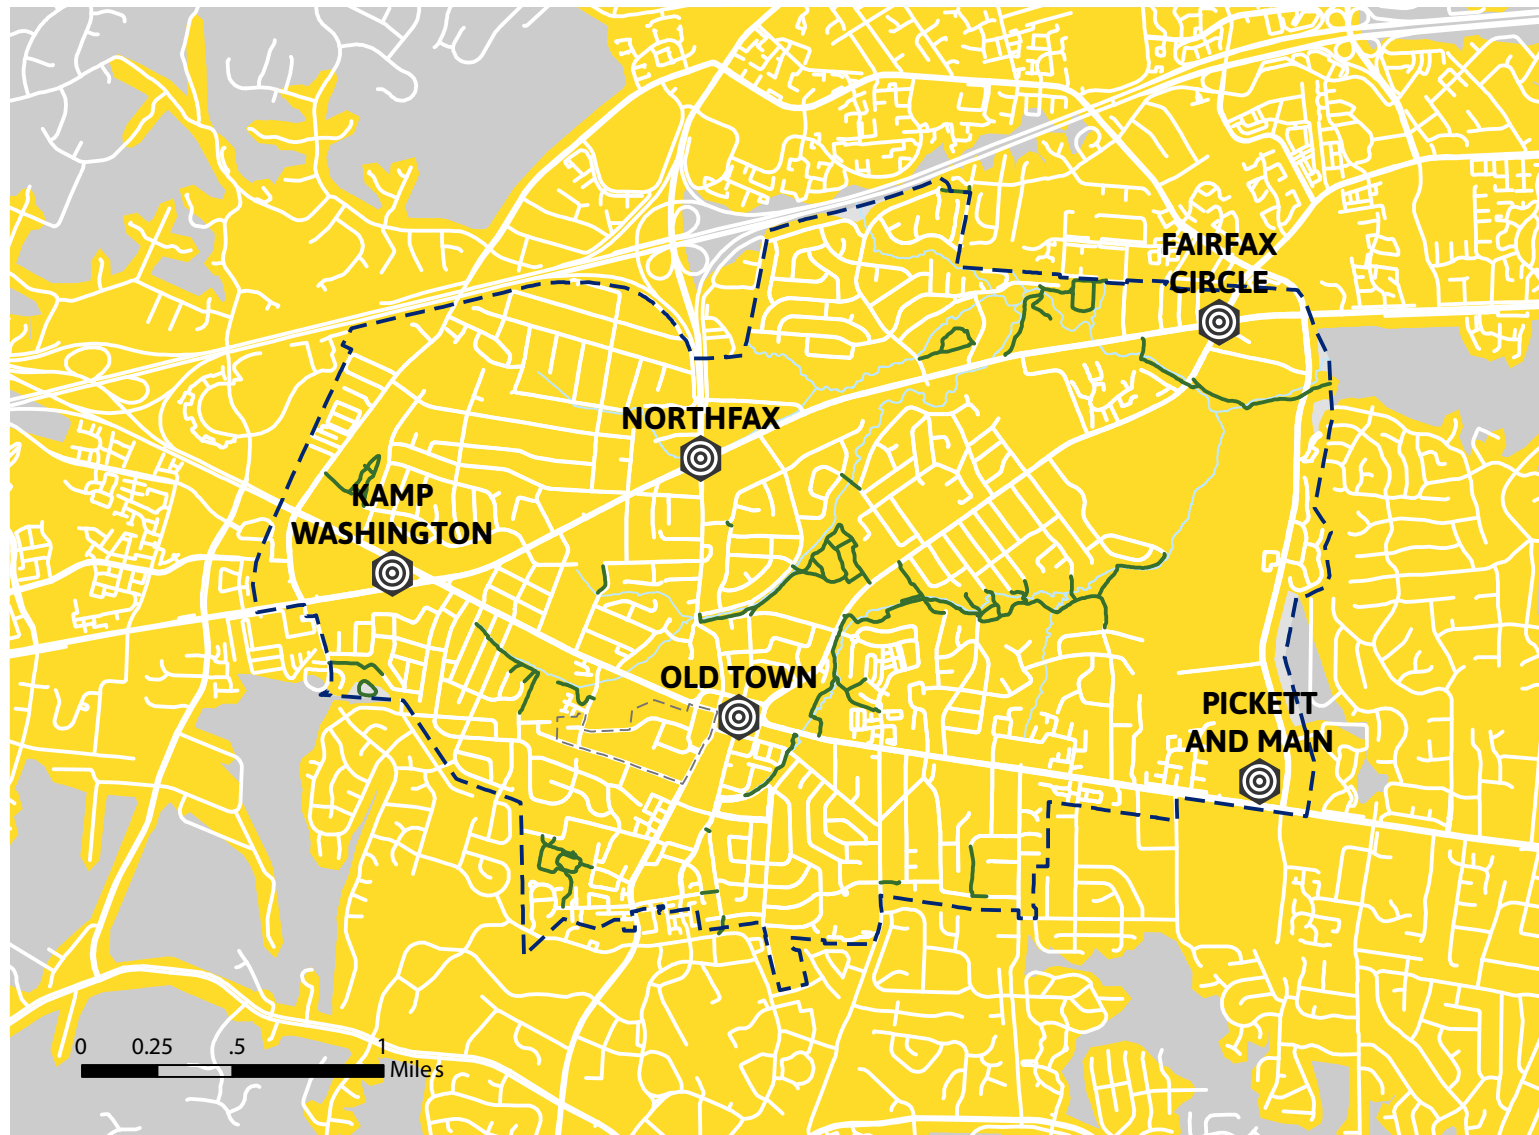 FAIRFAX
CIRCLE
NORTHFAX
KAMP
WASHINGTON
OLD TOWN
PICKETT
AND MAIN
0 0.25 .5 1
Miles